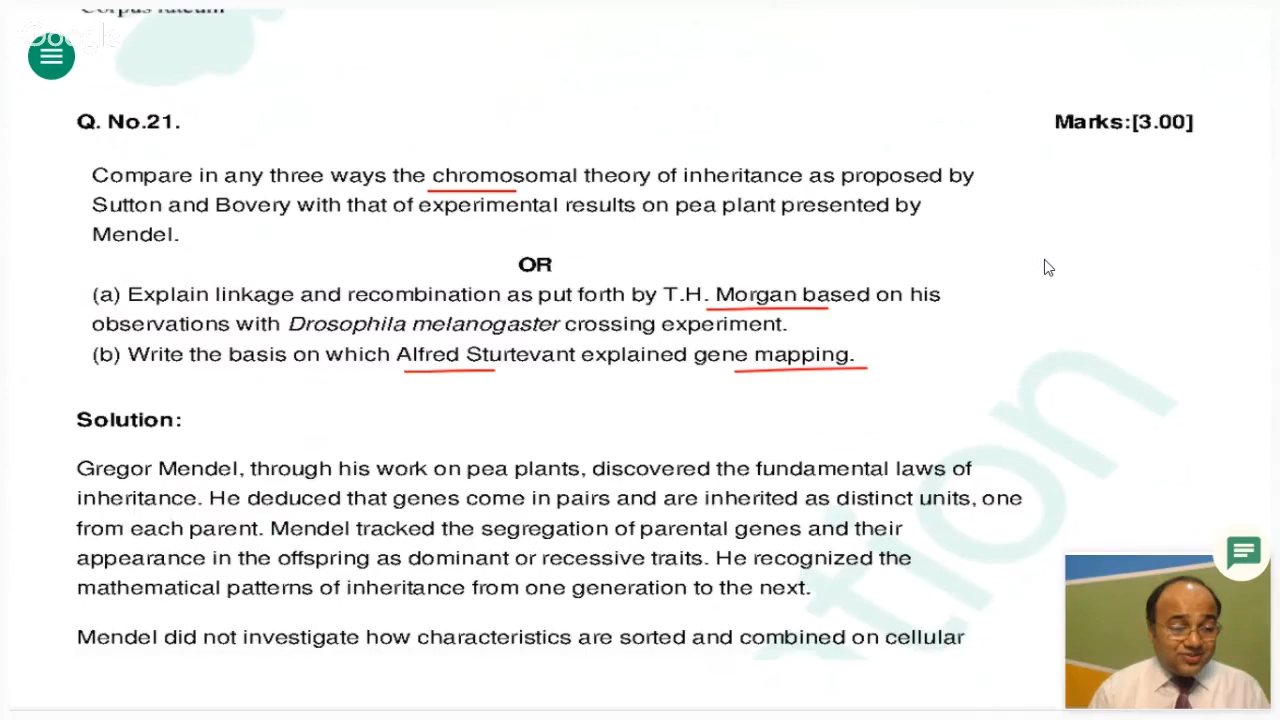 Corpus luteum
Google
Q. No.21.
Marks:[3.00]
Compare in any three ways the chromosomal theory of inheritance as proposed by
Sutton and Bovery with that of experimental results on pea plant presented by
Mendel.
OR
(a) Explain linkage and recombination as put forth by T.H. Morgan based on his
observations with Drosophila melanogaster crossing experiment.
(b) Write the basis on which Alfred Sturtevant explained gene mapping.
Solution:
Gregor Mendel, through his work on pea plants, discovered the fundamental laws of
inheritance. He deduced that genes come in pairs and are inherited as distinct units, one
from each parent. Mendel tracked the segregation of parental genes and their
appearance in the offspring as dominant or recessive traits. He recognized the
mathematical patterns of inheritance from one generation to the next.
Mendel did not investigate how characteristics are sorted and combined on cellular